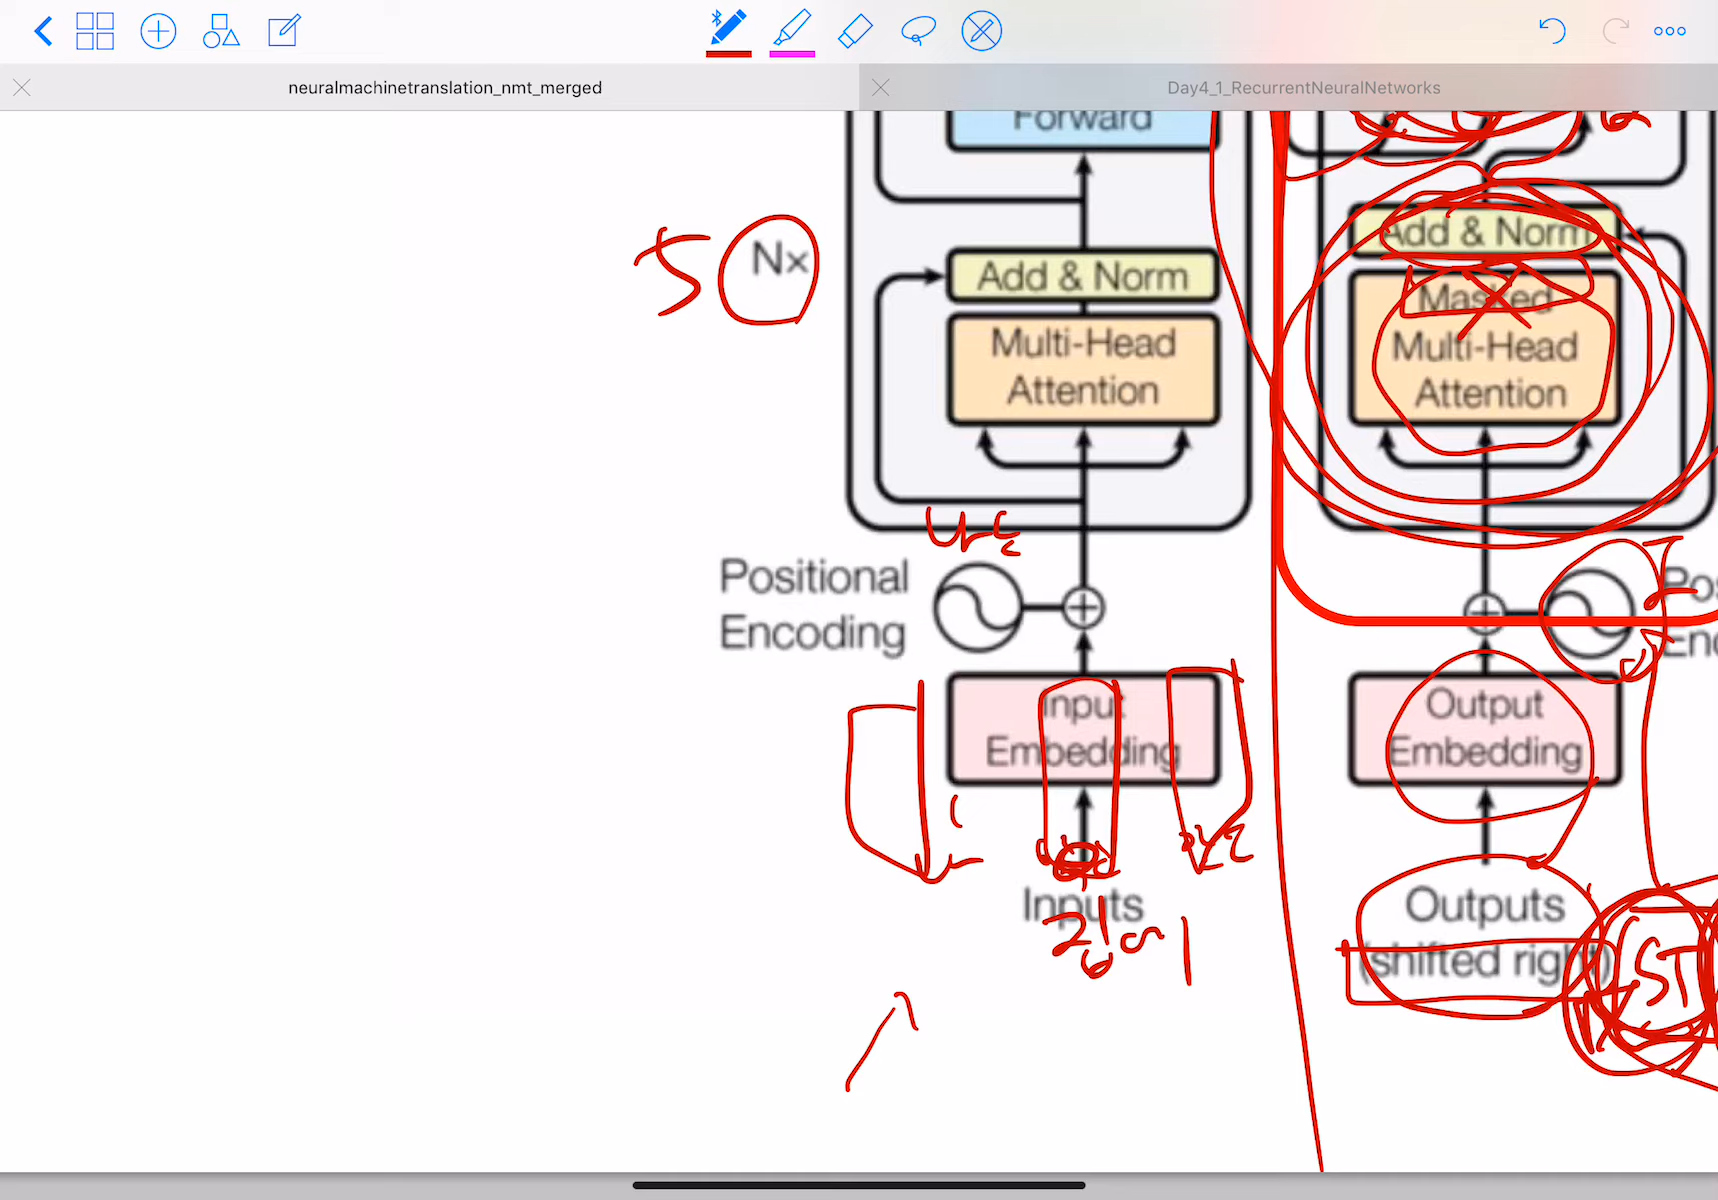 neuralmachinetranslation_nmt_merged
Day4_1_RecurrentNeuralNetworks
Forward
5
Nx
Add & Norm
Multi-Head
Attention
Add & Norm
Masked
Multi-Head
Attention
Positional
Encoding
Input
Embedding
Inputs
Output
Embedding
Outputs
(shifted right)
ST
I